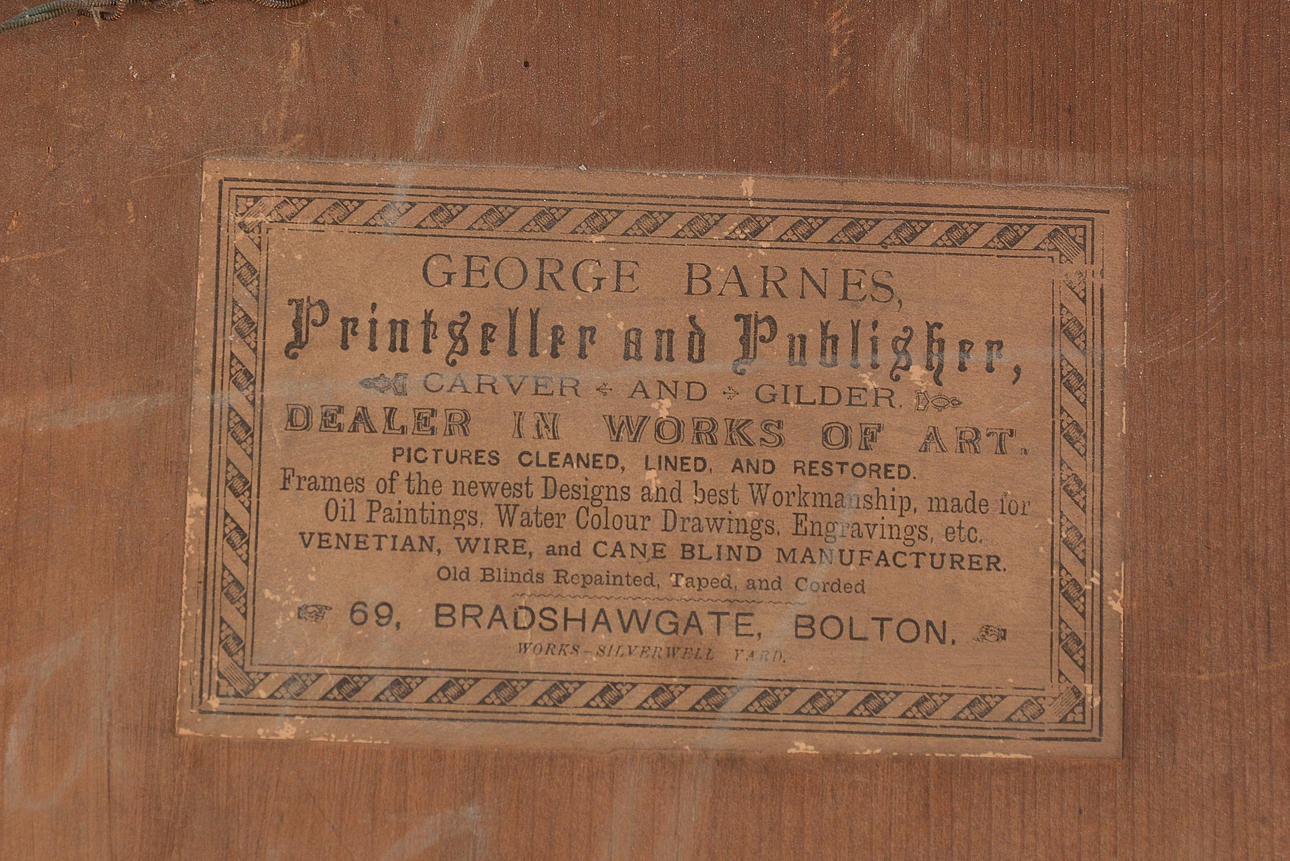 GEORGE BARNES,
Printseller and Publisher,
CARVER AND GILDER.
DEALER IN WORKS OF ART.
PICTURES CLEANED, LINED, AND RESTORED.
Frames of the newest Designs and best Workmanship, made for
Oil Paintings, Water Colour Drawings, Engravings, etc.
VENETIAN, WIRE, and CANE BLIND MANUFACTURER.
Old Blinds Repainted, Taped, and Corded
69, BRADSHAWGATE, BOLTON.
WORKS-SILVERWELL YARD.